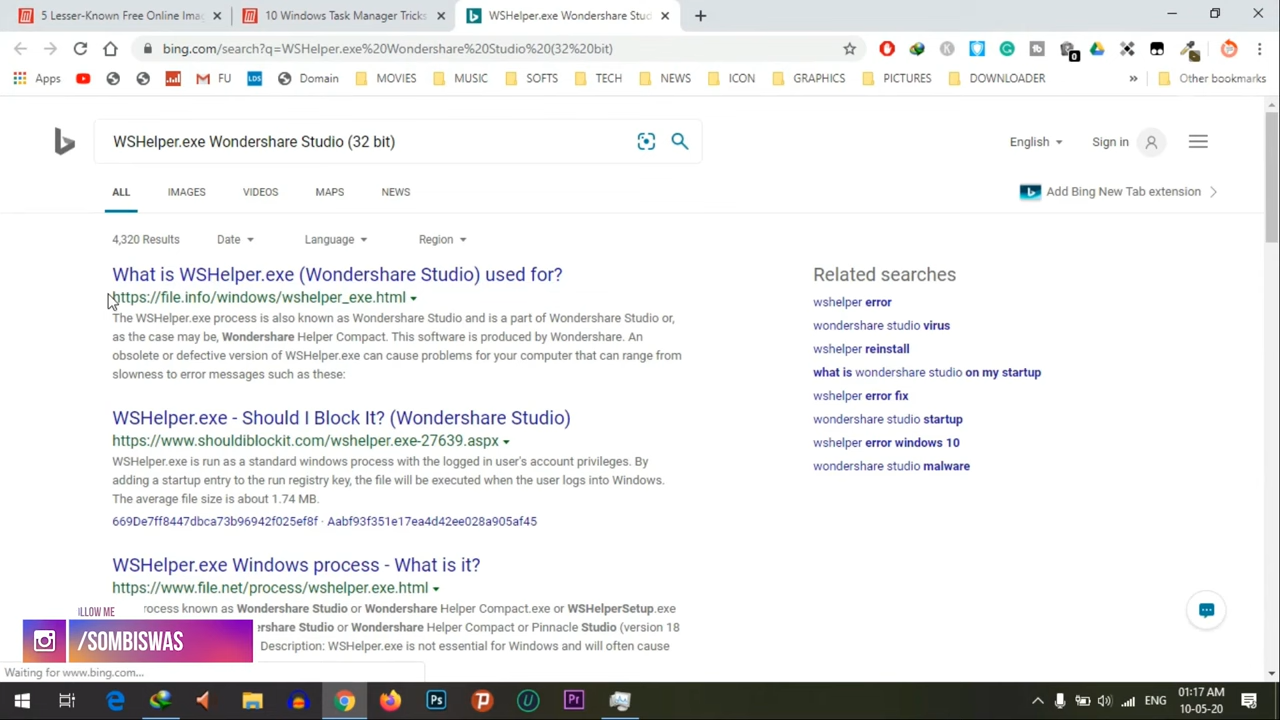 5 Lesser-Known Free Online Imag
10 Windows Task Manager Tricks
WSHelper.exe Wondershare Stud
bing.com/search?q=WSHelper.exe%20Wondershare%20Studio%20(32%20bit)
Apps
FU
LDS
Domain
MOVIES
MUSIC
SOFTS
TECH
NEWS
ICON
GRAPHICS
PICTURES
DOWNLOADER
»
Other bookmarks
WSHelper.exe Wondershare Studio (32 bit)
English
Sign in
ALL
IMAGES
VIDEOS
MAPS
NEWS
Add Bing New Tab extension
4,320 Results
Date
Language
Region
What is WSHelper.exe (Wondershare Studio) used for?
https://file.info/windows/wshelper_exe.html
The WSHelper.exe process is also known as Wondershare Studio and is a part of Wondershare Studio or,
as the case may be, Wondershare Helper Compact. This software is produced by Wondershare. An
obsolete or defective version of WSHelper.exe can cause problems for your computer that can range from
slowness to error messages such as these:
WSHelper.exe - Should I Block It? (Wondershare Studio)
https://www.shouldiblockit.com/wshelper.exe-27639.aspx
WSHelper.exe is run as a standard windows process with the logged in user's account privileges. By
adding a startup entry to the run registry key, the file will be executed when the user logs into Windows.
The average file size is about 1.74 MB.
669De7ff8447dbca73b96942f025ef8f · Aabf93f351e17ea4d42ee028a905af45
WSHelper.exe Windows process - What is it?
https://www.file.net/process/wshelper.exe.html
rocess known as Wondershare Studio or Wondershare Helper Compact.exe or WSHelperSetup.exe
rshare Studio or Wondershare Helper Compact or Pinnacle Studio (version 18
Description: WSHelper.exe is not essential for Windows and will often cause
Related searches
wshelper error
wondershare studio virus
wshelper reinstall
what is wondershare studio on my startup
wshelper error fix
wondershare studio startup
wshelper error windows 10
wondershare studio malware
LLOW ME
/SOMBISWAS
Waiting for www.bing.com...
Ps
Pr
ENG
01:17 AM
10-05-20